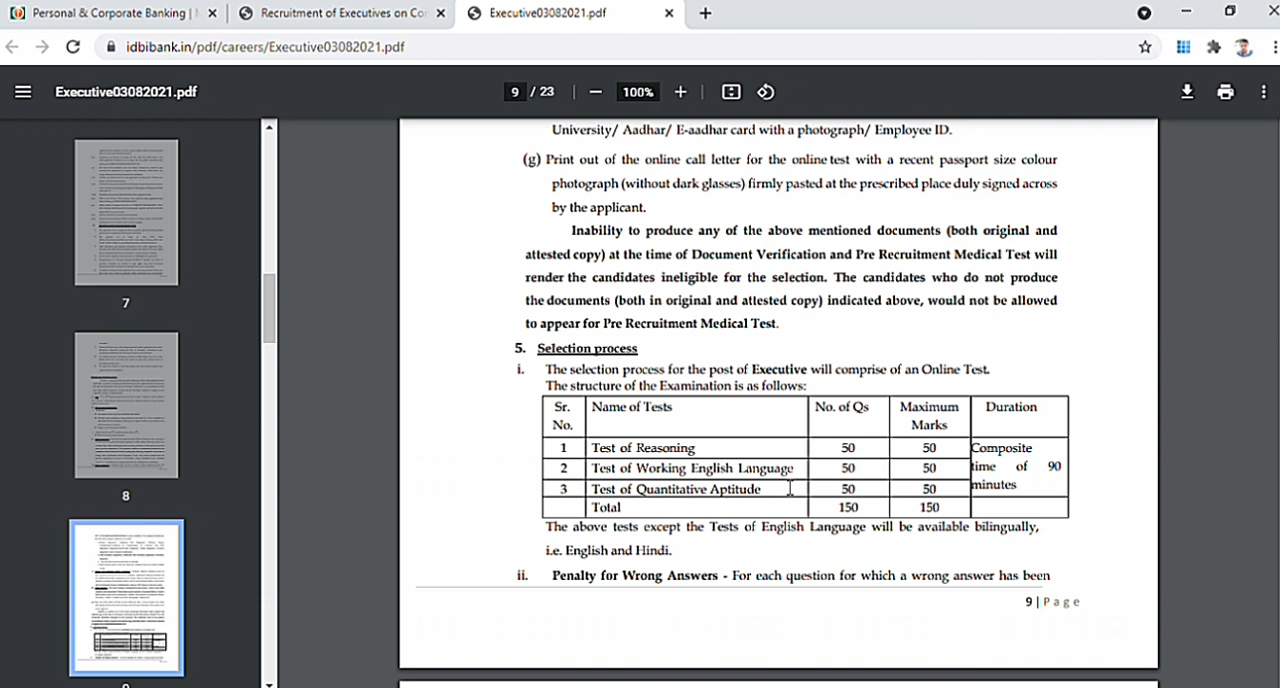 Personal & Corporate Banking |
Recruitment of Executives on Co
Executive03082021.pdf
idbibank.in/pdf/careers/Executive03082021.pdf
Executive03082021.pdf
9 / 23
100%
7
8
University/ Aadhar/ E-aadhar card with a photograph/ Employee ID.
(g) Print out of the online call letter for the online test with a recent passport size colour
photograph (without dark glasses) firmly pasted at the prescribed place duly signed across
by the applicant.
Inability to produce any of the above mentioned documents (both original and
attested copy) at the time of Document Verification and Pre Recruitment Medical Test will
render the candidates ineligible for the selection. The candidates who do not produce
the documents (both in original and attested copy) indicated above, would not be allowed
to appear for Pre Recruitment Medical Test.
5. Selection process
i. The selection process for the post of Executive will comprise of an Online Test.
The structure of the Examination is as follows:
Sr. No. Name of Tests No. of Qs Maximum Marks Duration
1 Test of Reasoning 50 50 Composite
2 Test of Working English Language 50 50 time of 90
3 Test of Quantitative Aptitude 50 50 minutes
Total 150 150
The above tests except the Tests of English Language will be available bilingually,
i.e. English and Hindi.
ii. Penalty for Wrong Answers - For each question for which a wrong answer has been
9 | P a g e